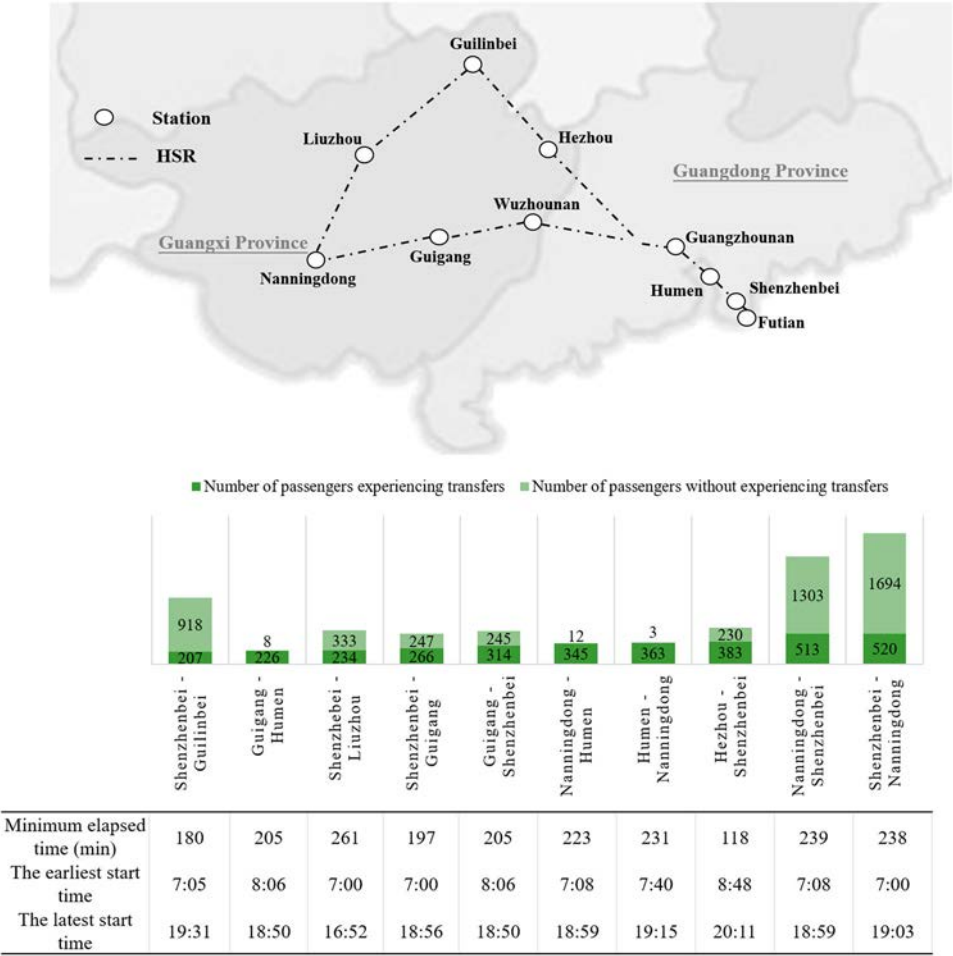 Guilinbei
Station
HSR
Liuzhou
Hezhou
Guangdong Province
Wuzhounan
Guangxi Province
Guigang
Guangzhounan
Nanningdong
Humen
Shenzhenbei
Futian
Number of passengers experiencing transfers
Number of passengers without experiencing transfers
918
207
8
226
333
234
247
266
245
314
12
345
3
363
230
383
1303
513
1694
520
Shenzhenbei -
Guilinbei
Guigang -
Humen
Shenzhebei -
Liuzhou
Shenzhenbei -
Guigang
Guigang -
Shenzhenbei
Nanningdong -
Humen
Humen -
Nanningdong
Hezhou -
Shenzhenbei
Nanningdong -
Shenzhenbei
Shenzhenbei -
Nanningdong
Minimum elapsed
time (min)
180 205 261 197 205 223 231 118 239 238
The earliest start
time
7:05 8:06 7:00 7:00 8:06 7:08 7:40 8:48 7:08 7:00
The latest start
time
19:31 18:50 16:52 18:56 18:50 18:59 19:15 20:11 18:59 19:03